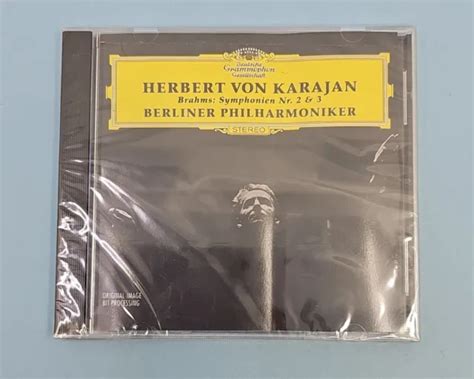 Deutsche
Grammophon
Gesellschaft
HERBERT VON KARAJAN
Brahms: Symphonien Nr. 2 & 3
BERLINER PHILHARMONIKER
STEREO
ORIGINAL IMAGE
BIT PROCESSING